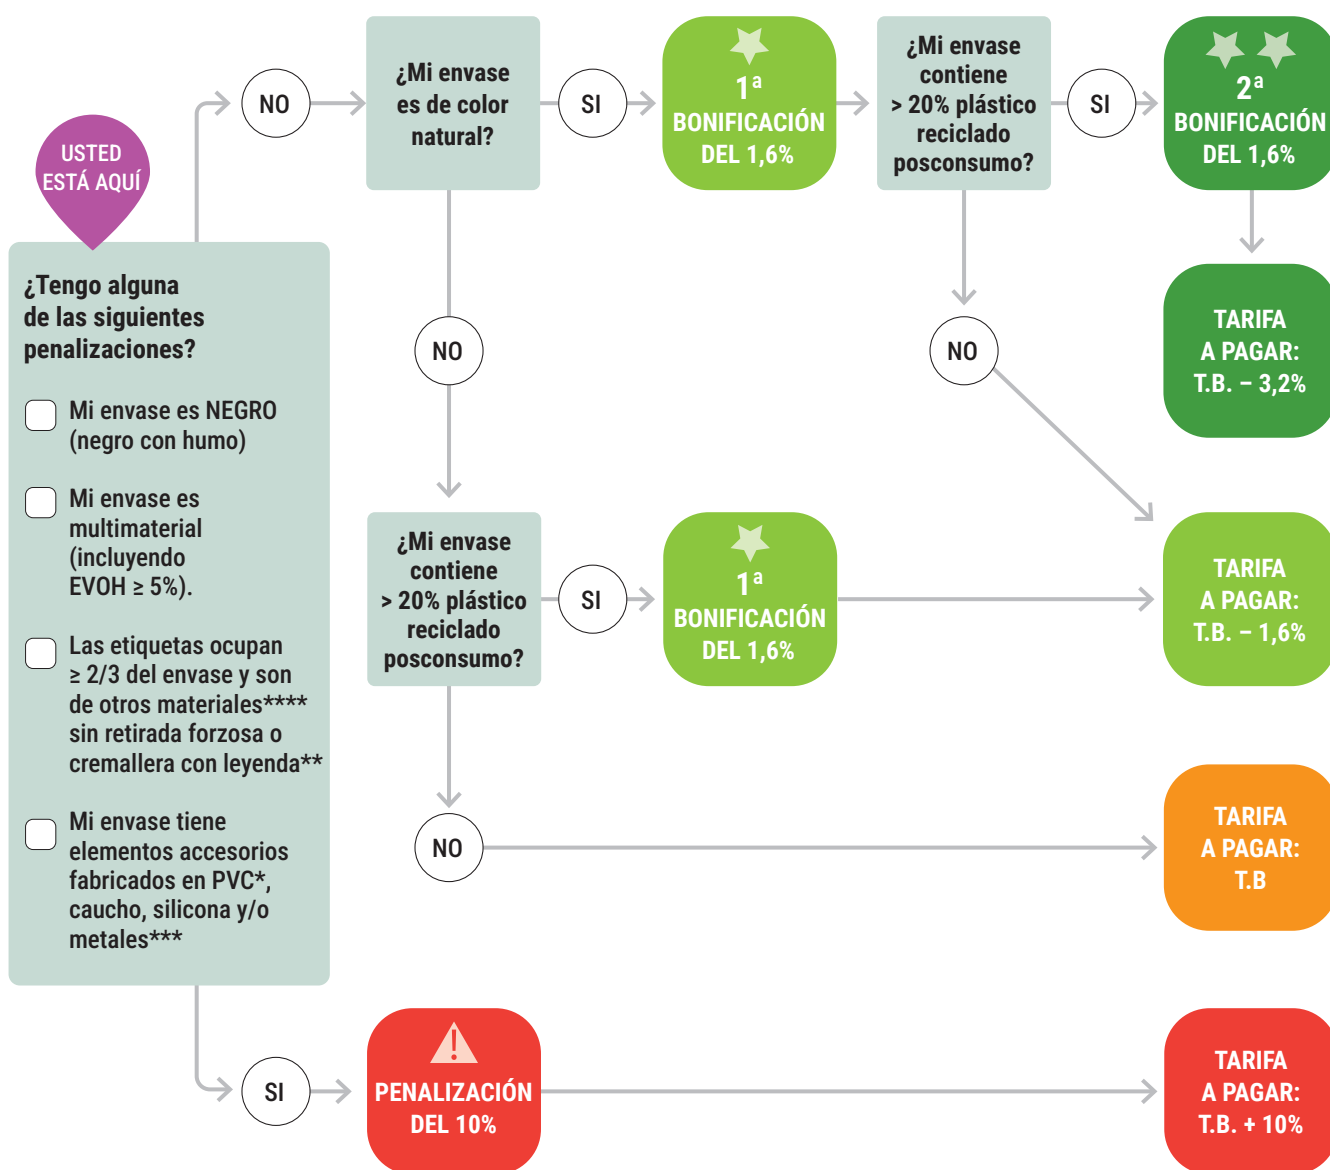 USTED
ESTÁ AQUÍ
¿Tengo alguna
de las siguientes
penalizaciones?
Mi envase es NEGRO
(negro con humo)
Mi envase es
multimaterial
(incluyendo
EVOH ≥ 5%).
Las etiquetas ocupan
≥ 2/3 del envase y son
de otros materiales****
sin retirada forzosa o
cremallera con leyenda**
Mi envase tiene
elementos accesorios
fabricados en PVC*,
caucho, silicona y/o
metales***
NO
¿Mi envase
es de color
natural?
SI
1ª
BONIFICACIÓN
DEL 1,6%
¿Mi envase
contiene
> 20% plástico
reciclado
posconsumo?
SI
2ª
BONIFICACIÓN
DEL 1,6%
TARIFA
A PAGAR:
T.B. – 3,2%
NO
NO
¿Mi envase
contiene
> 20% plástico
reciclado
posconsumo?
SI
1ª
BONIFICACIÓN
DEL 1,6%
TARIFA
A PAGAR:
T.B. – 1,6%
NO
TARIFA
A PAGAR:
T.B
SI
PENALIZACIÓN
DEL 10%
TARIFA
A PAGAR:
T.B. + 10%